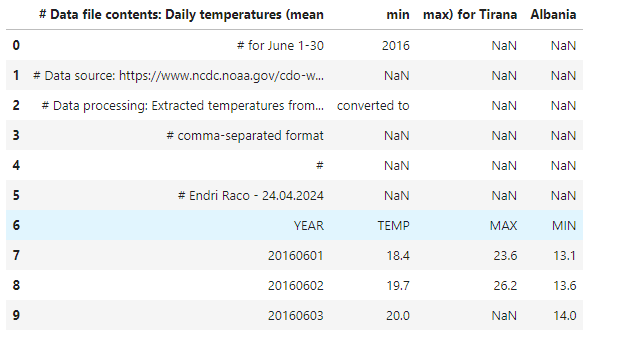 # Data file contents: Daily temperatures (mean min max) for Tirana Albania
0 # for June 1-30 2016 NaN NaN
1 # Data source: https://www.ncdc.noaa.gov/cdo-w... NaN NaN NaN
2 # Data processing: Extracted temperatures from... converted to NaN NaN
3 # comma-separated format NaN NaN NaN
4 # NaN NaN NaN
5 # Endri Raco - 24.04.2024 NaN NaN NaN
6 YEAR TEMP MAX MIN
7 20160601 18.4 23.6 13.1
8 20160602 19.7 26.2 13.6
9 20160603 20.0 NaN 14.0